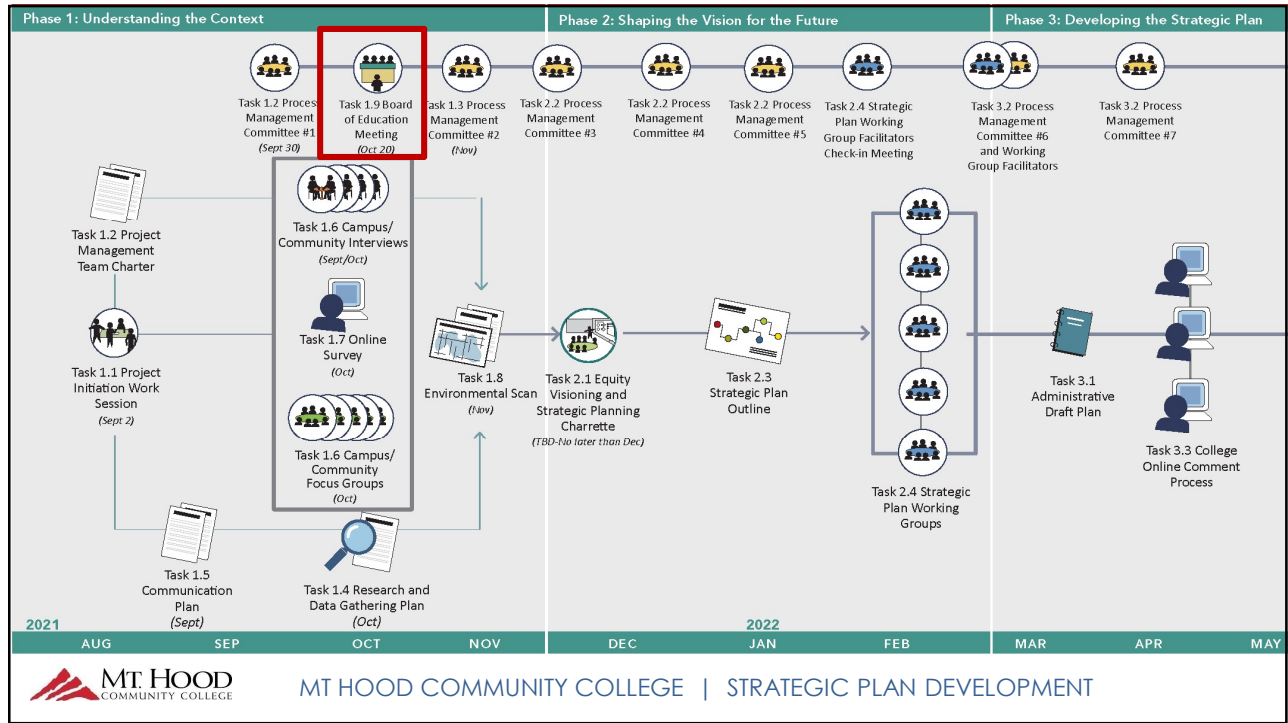 Phase 1: Understanding the Context
Phase 2: Shaping the Vision for the Future
Phase 3: Developing the Strategic Plan
Task 1.2 Process
Management
Committee #1
(Sept 30)
Task 1.9 Board
of Education
Meeting
(Oct 20)
Task 1.3 Process
Management
Committee #2
(Nov)
Task 2.2 Process
Management
Committee #3
Task 2.2 Process
Management
Committee #4
Task 2.2 Process
Management
Committee #5
Task 2.4 Strategic
Plan Working
Group Facilitators
Check-in Meeting
Task 3.2 Process
Management
Committee #6
and Working
Group Facilitators
Task 3.2 Process
Management
Committee #7
Task 1.2 Project
Management
Team Charter
Task 1.6 Campus/
Community Interviews
(Sept/Oct)
Task 1.7 Online
Survey
(Oct)
Task 1.1 Project
Initiation Work
Session
(Sept 2)
Task 1.8
Environmental Scan
(Nov)
Task 2.1 Equity
Visioning and
Strategic Planning
Charrette
(TBD-No later than Dec)
Task 2.3
Strategic Plan
Outline
Task 3.1
Administrative
Draft Plan
Task 1.6 Campus/
Community
Focus Groups
(Oct)
Task 3.3 College
Online Comment
Process
Task 2.4 Strategic
Plan Working
Groups
Task 1.5
Communication
Plan
(Sept)
Task 1.4 Research and
Data Gathering Plan
(Oct)
2021
2022
AUG
SEP
OCT
NOV
DEC
JAN
FEB
MAR
APR
MAY
MT. HOOD
COMMUNITY COLLEGE
MT HOOD COMMUNITY COLLEGE | STRATEGIC PLAN DEVELOPMENT